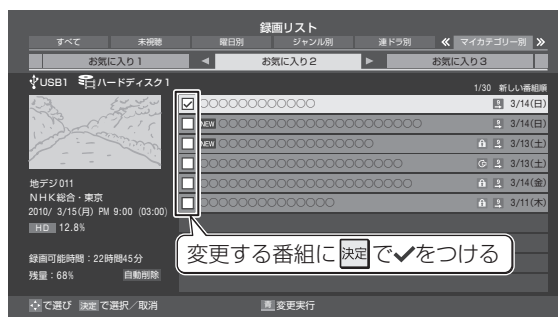 録画リスト
すべて 未視聴 曜日別 ジャンル別 連ドラ別 ≪ マイカテゴリー別 ≫
お気に入り1 ◀ お気に入り2 ▶ お気に入り3
USB1 ハードディスク1
1/30 新しい番組順
○○○○○○○○○○○○ 3/14(日)
NEW ○○○○○○○○○○○○○○○○○○○○○○ 3/14(日)
NEW ○○○○○○○○○○○○○○○○○ 3/13(土)
○○○○○○○○○○○○○○○○○○○○○ G 3/13(土)
○○○○○○○○○○○○○○○○○○○○○○ 3/14(金)
○○○○○○○○○○○○○○○○ 3/11(木)
地デジ011
NHK総合・東京
2010/ 3/15(月) PM 9:00 (03:00)
HD 12.8%
変更する番組に 決定 で✓をつける
録画可能時間:22時間45分
残量:68% 自動削除
で選び 決定 で選択/取消 青 変更実行